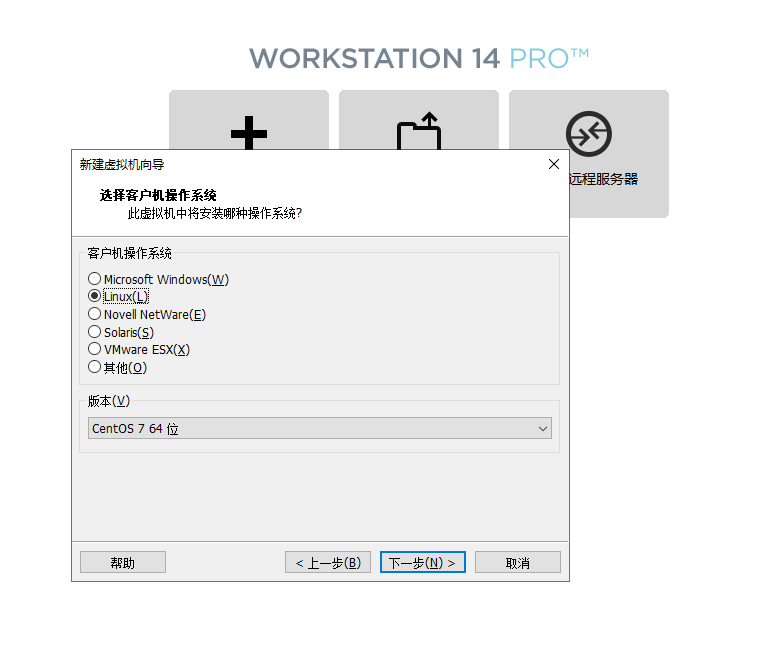 WORKSTATION 14 PRO™
远程服务器
新建虚拟机向导
选择客户机操作系统
此虚拟机中将安装哪种操作系统?
客户机操作系统
Microsoft Windows(W)
Linux(L)
Novell NetWare(E)
Solaris(S)
VMware ESX(X)
其他(O)
版本(V)
CentOS 7 64 位
帮助
< 上一步(B)
下一步(N) >
取消